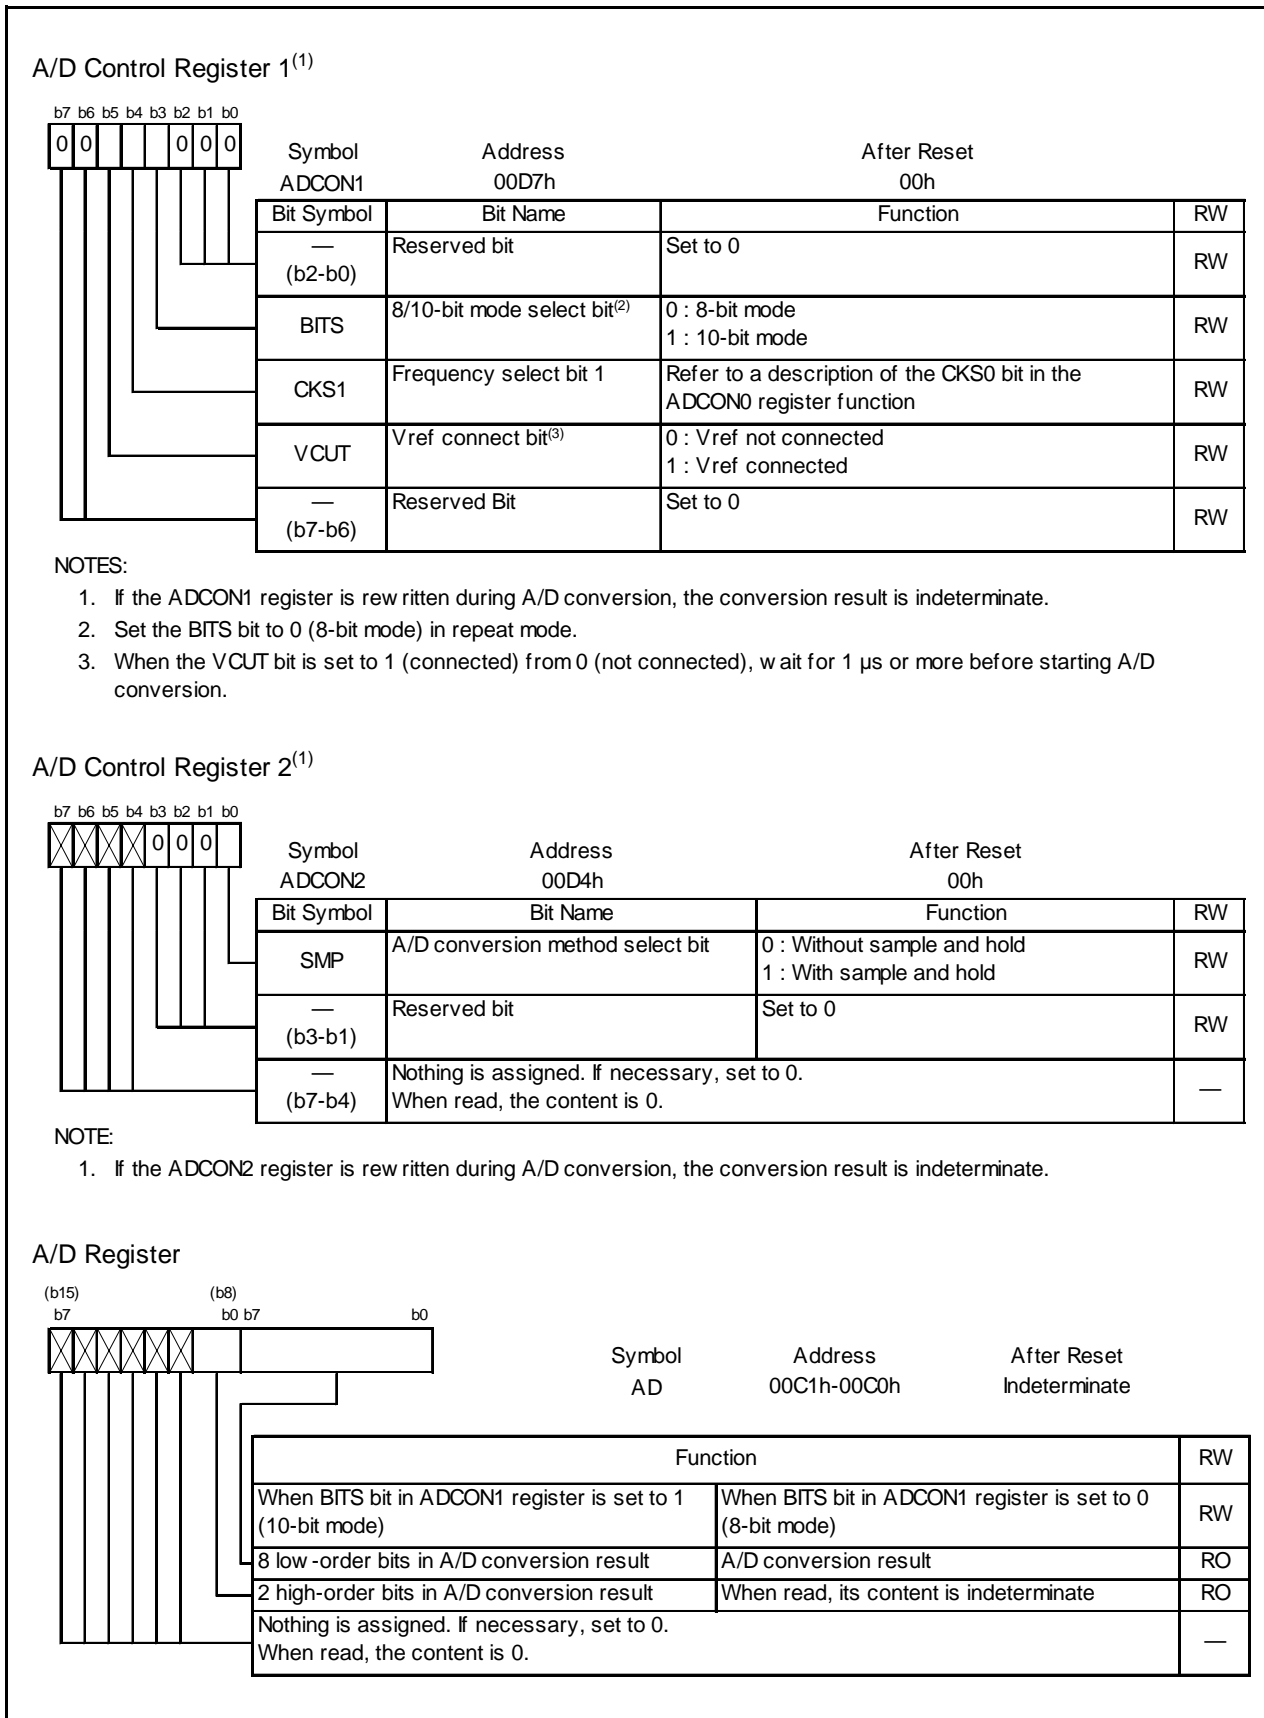 A/D Control Register 1(1)
b7 b6 b5 b4 b3 b2 b1 b0
0 0 0 0 0
Symbol Address After Reset
ADCON1 00D7h 00h
Bit Symbol Bit Name Function RW
— (b2-b0) Reserved bit Set to 0 RW
BITS 8/10-bit mode select bit(2) 0 : 8-bit mode
1 : 10-bit mode RW
CKS1 Frequency select bit 1 Refer to a description of the CKS0 bit in the
ADCON0 register function RW
VCUT Vref connect bit(3) 0 : Vref not connected
1 : Vref connected RW
— (b7-b6) Reserved Bit Set to 0 RW
NOTES:
1. If the ADCON1 register is rewritten during A/D conversion, the conversion result is indeterminate.
2. Set the BITS bit to 0 (8-bit mode) in repeat mode.
3. When the VCUT bit is set to 1 (connected) from 0 (not connected), wait for 1 µs or more before starting A/D
conversion.
A/D Control Register 2(1)
b7 b6 b5 b4 b3 b2 b1 b0
0 0 0
Symbol Address After Reset
ADCON2 00D4h 00h
Bit Symbol Bit Name Function RW
SMP A/D conversion method select bit 0 : Without sample and hold
1 : With sample and hold RW
— (b3-b1) Reserved bit Set to 0 RW
— (b7-b4) Nothing is assigned. If necessary, set to 0.
When read, the content is 0. —
NOTE:
1. If the ADCON2 register is rewritten during A/D conversion, the conversion result is indeterminate.
A/D Register
(b15) (b8)
b7 b0 b7 b0
Symbol Address After Reset
AD 00C1h-00C0h Indeterminate
Function RW
When BITS bit in ADCON1 register is set to 1
(10-bit mode)
When BITS bit in ADCON1 register is set to 0
(8-bit mode)
RW
8 low-order bits in A/D conversion result A/D conversion result RO
2 high-order bits in A/D conversion result When read, its content is indeterminate RO
Nothing is assigned. If necessary, set to 0.
When read, the content is 0. —